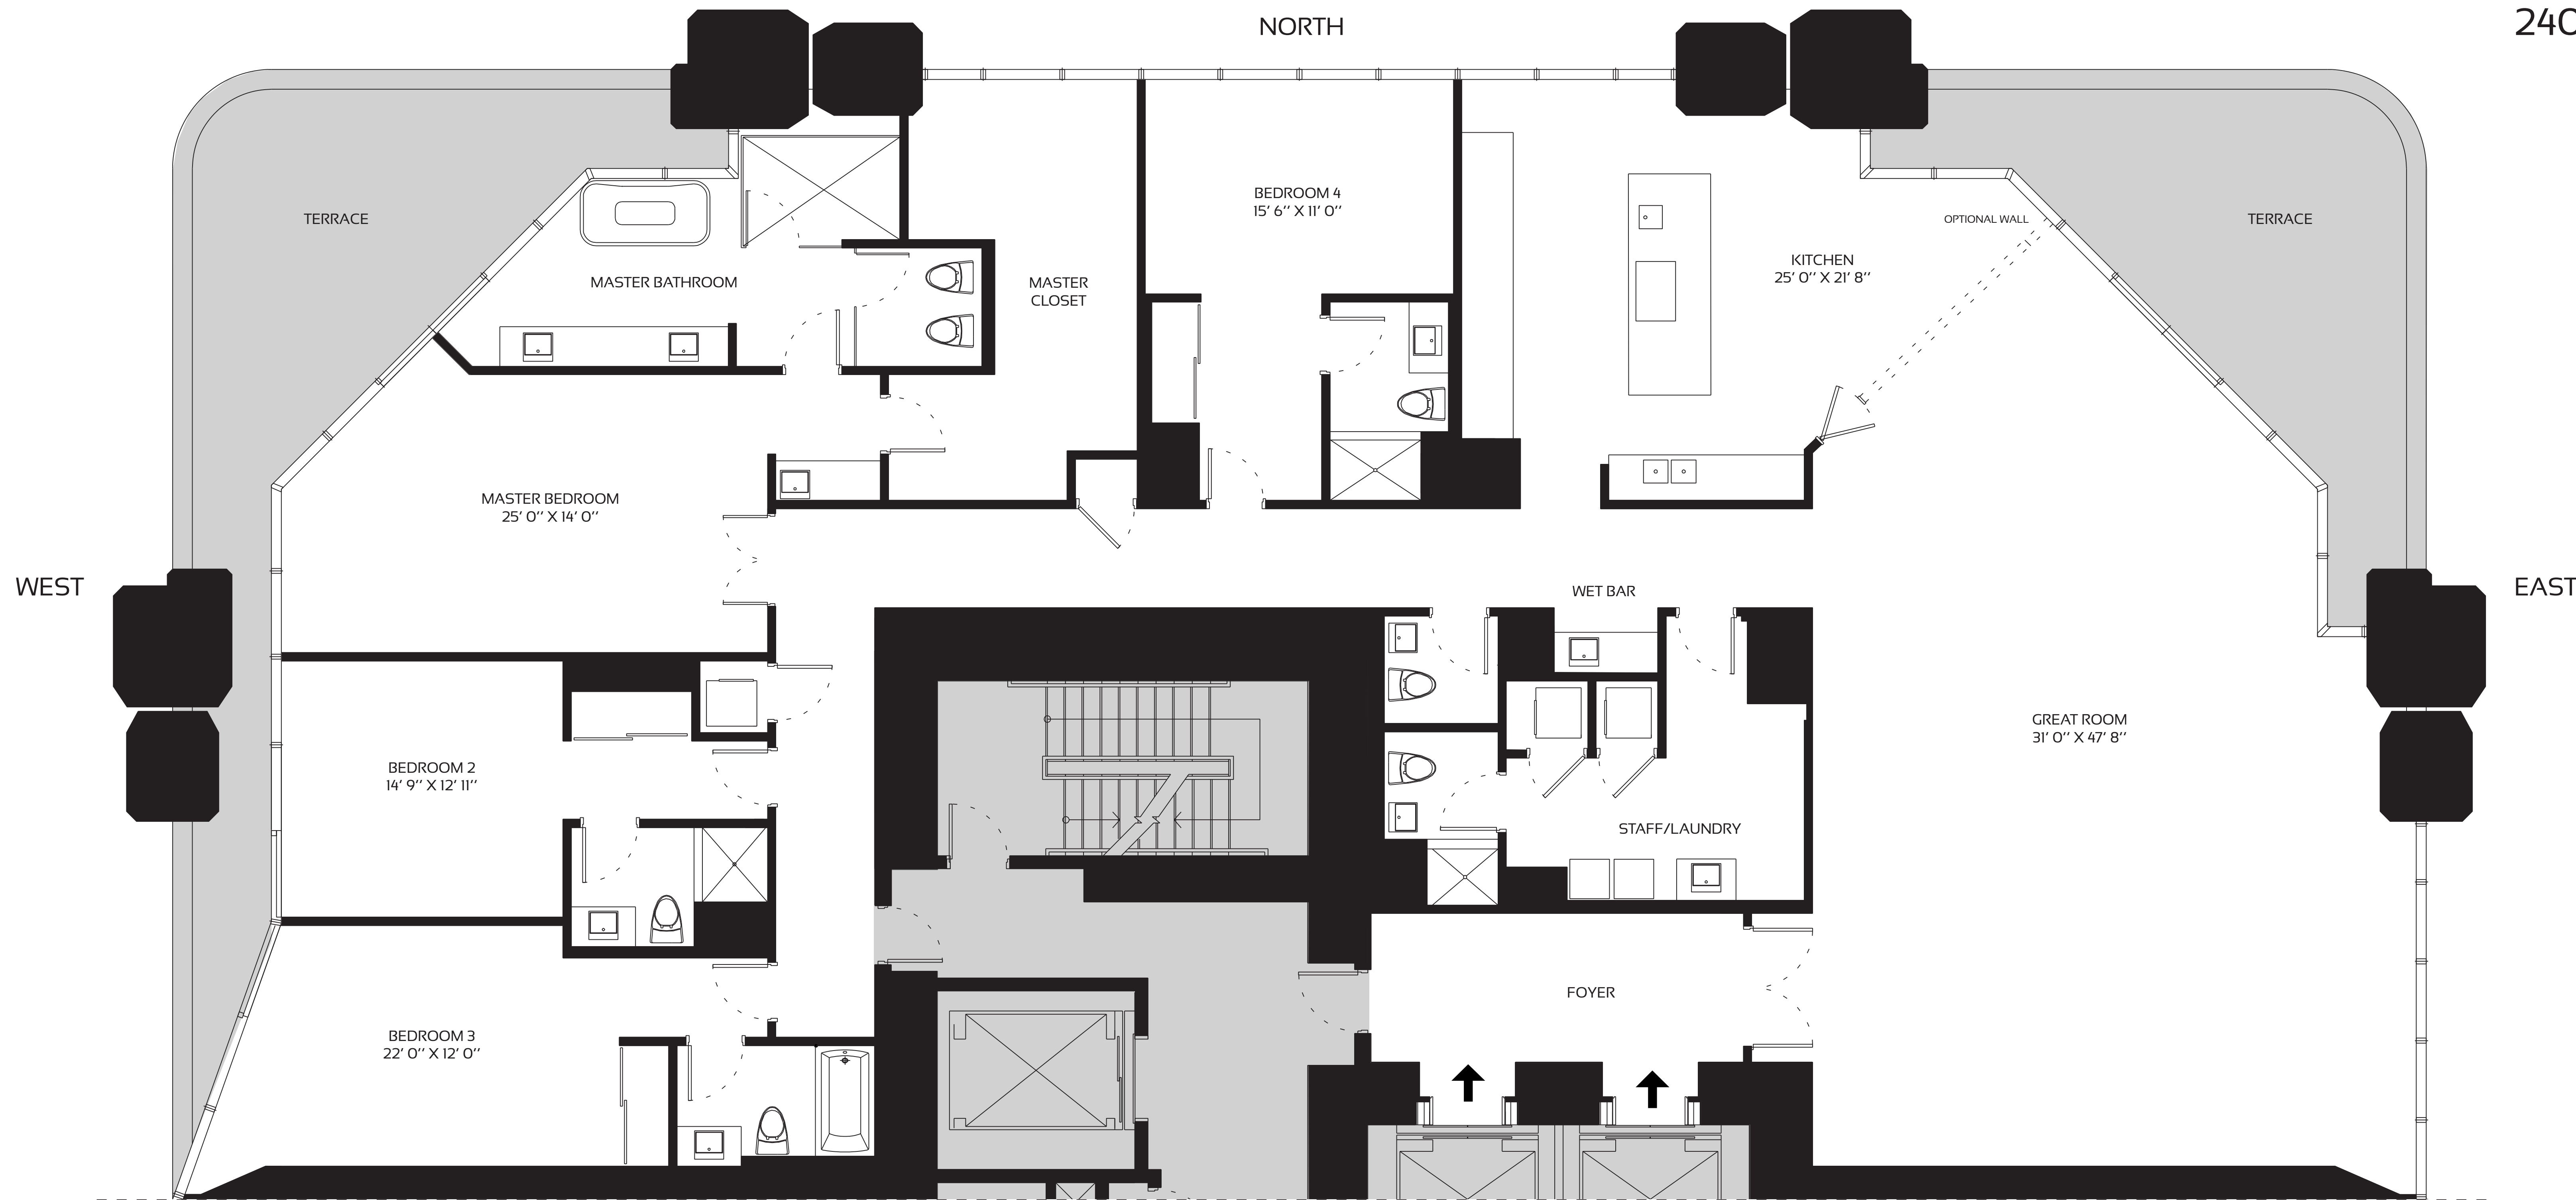 NORTH
240
TERRACE
MASTER BATHROOM
MASTER
CLOSET
BEDROOM 4
15' 6'' X 11' 0''
OPTIONAL WALL
KITCHEN
25' 0'' X 21' 8''
TERRACE
MASTER BEDROOM
25' 0'' X 14' 0''
WEST
WET BAR
EAST
BEDROOM 2
14' 9'' X 12' 11''
GREAT ROOM
31' 0'' X 47' 8''
STAFF/LAUNDRY
FOYER
BEDROOM 3
22' 0'' X 12' 0''